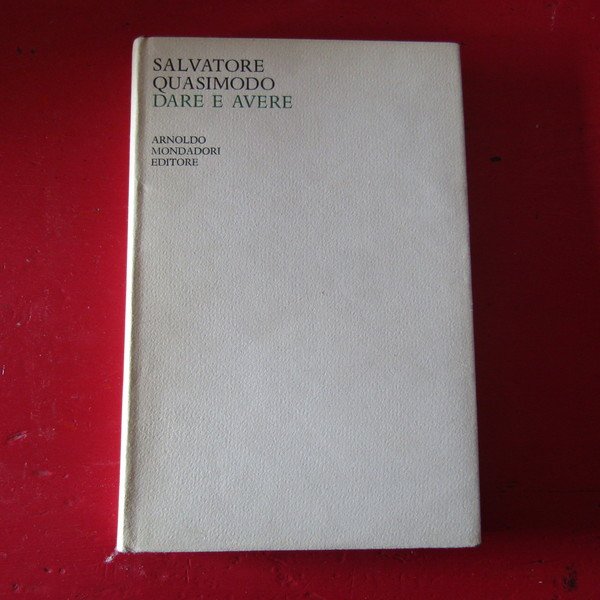 SALVATORE
QUASIMODO
DARE E AVERE
ARNOLDO
MONDADORI
EDITORE